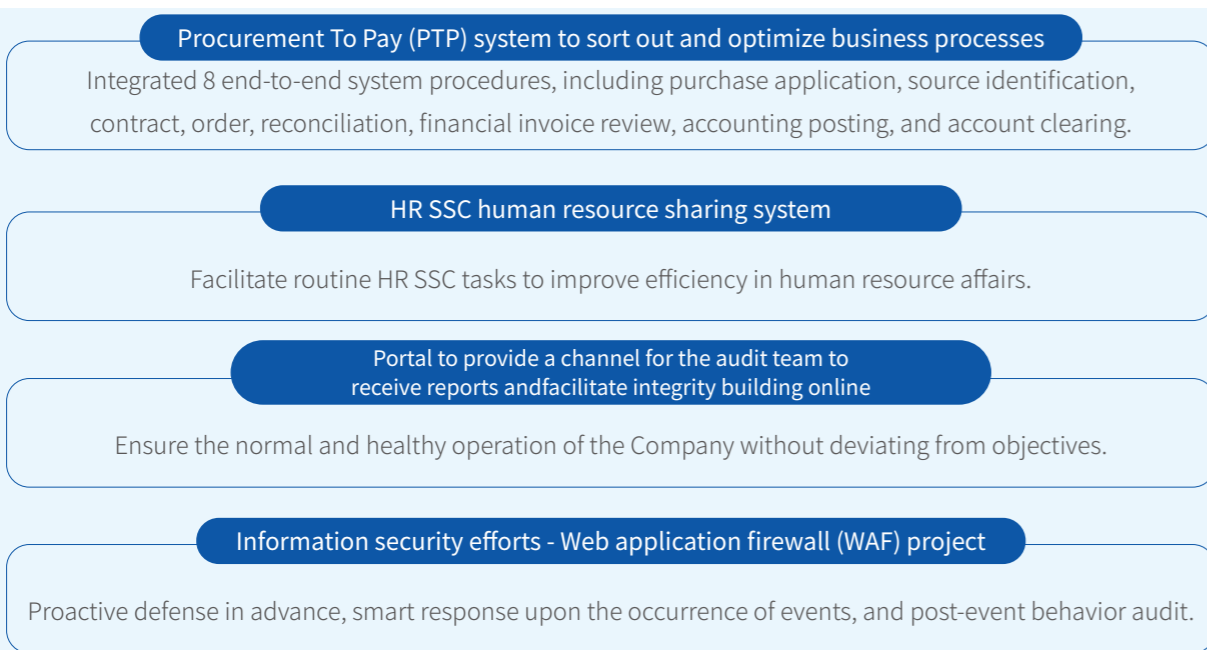 Procurement To Pay (PTP) system to sort out and optimize business processes
Integrated 8 end-to-end system procedures, including purchase application, source identification,
contract, order, reconciliation, financial invoice review, accounting posting, and account clearing.
HR SSC human resource sharing system
Facilitate routine HR SSC tasks to improve efficiency in human resource affairs.
Portal to provide a channel for the audit team to
receive reports andfacilitate integrity building online
Ensure the normal and healthy operation of the Company without deviating from objectives.
Information security efforts - Web application firewall (WAF) project
Proactive defense in advance, smart response upon the occurrence of events, and post-event behavior audit.